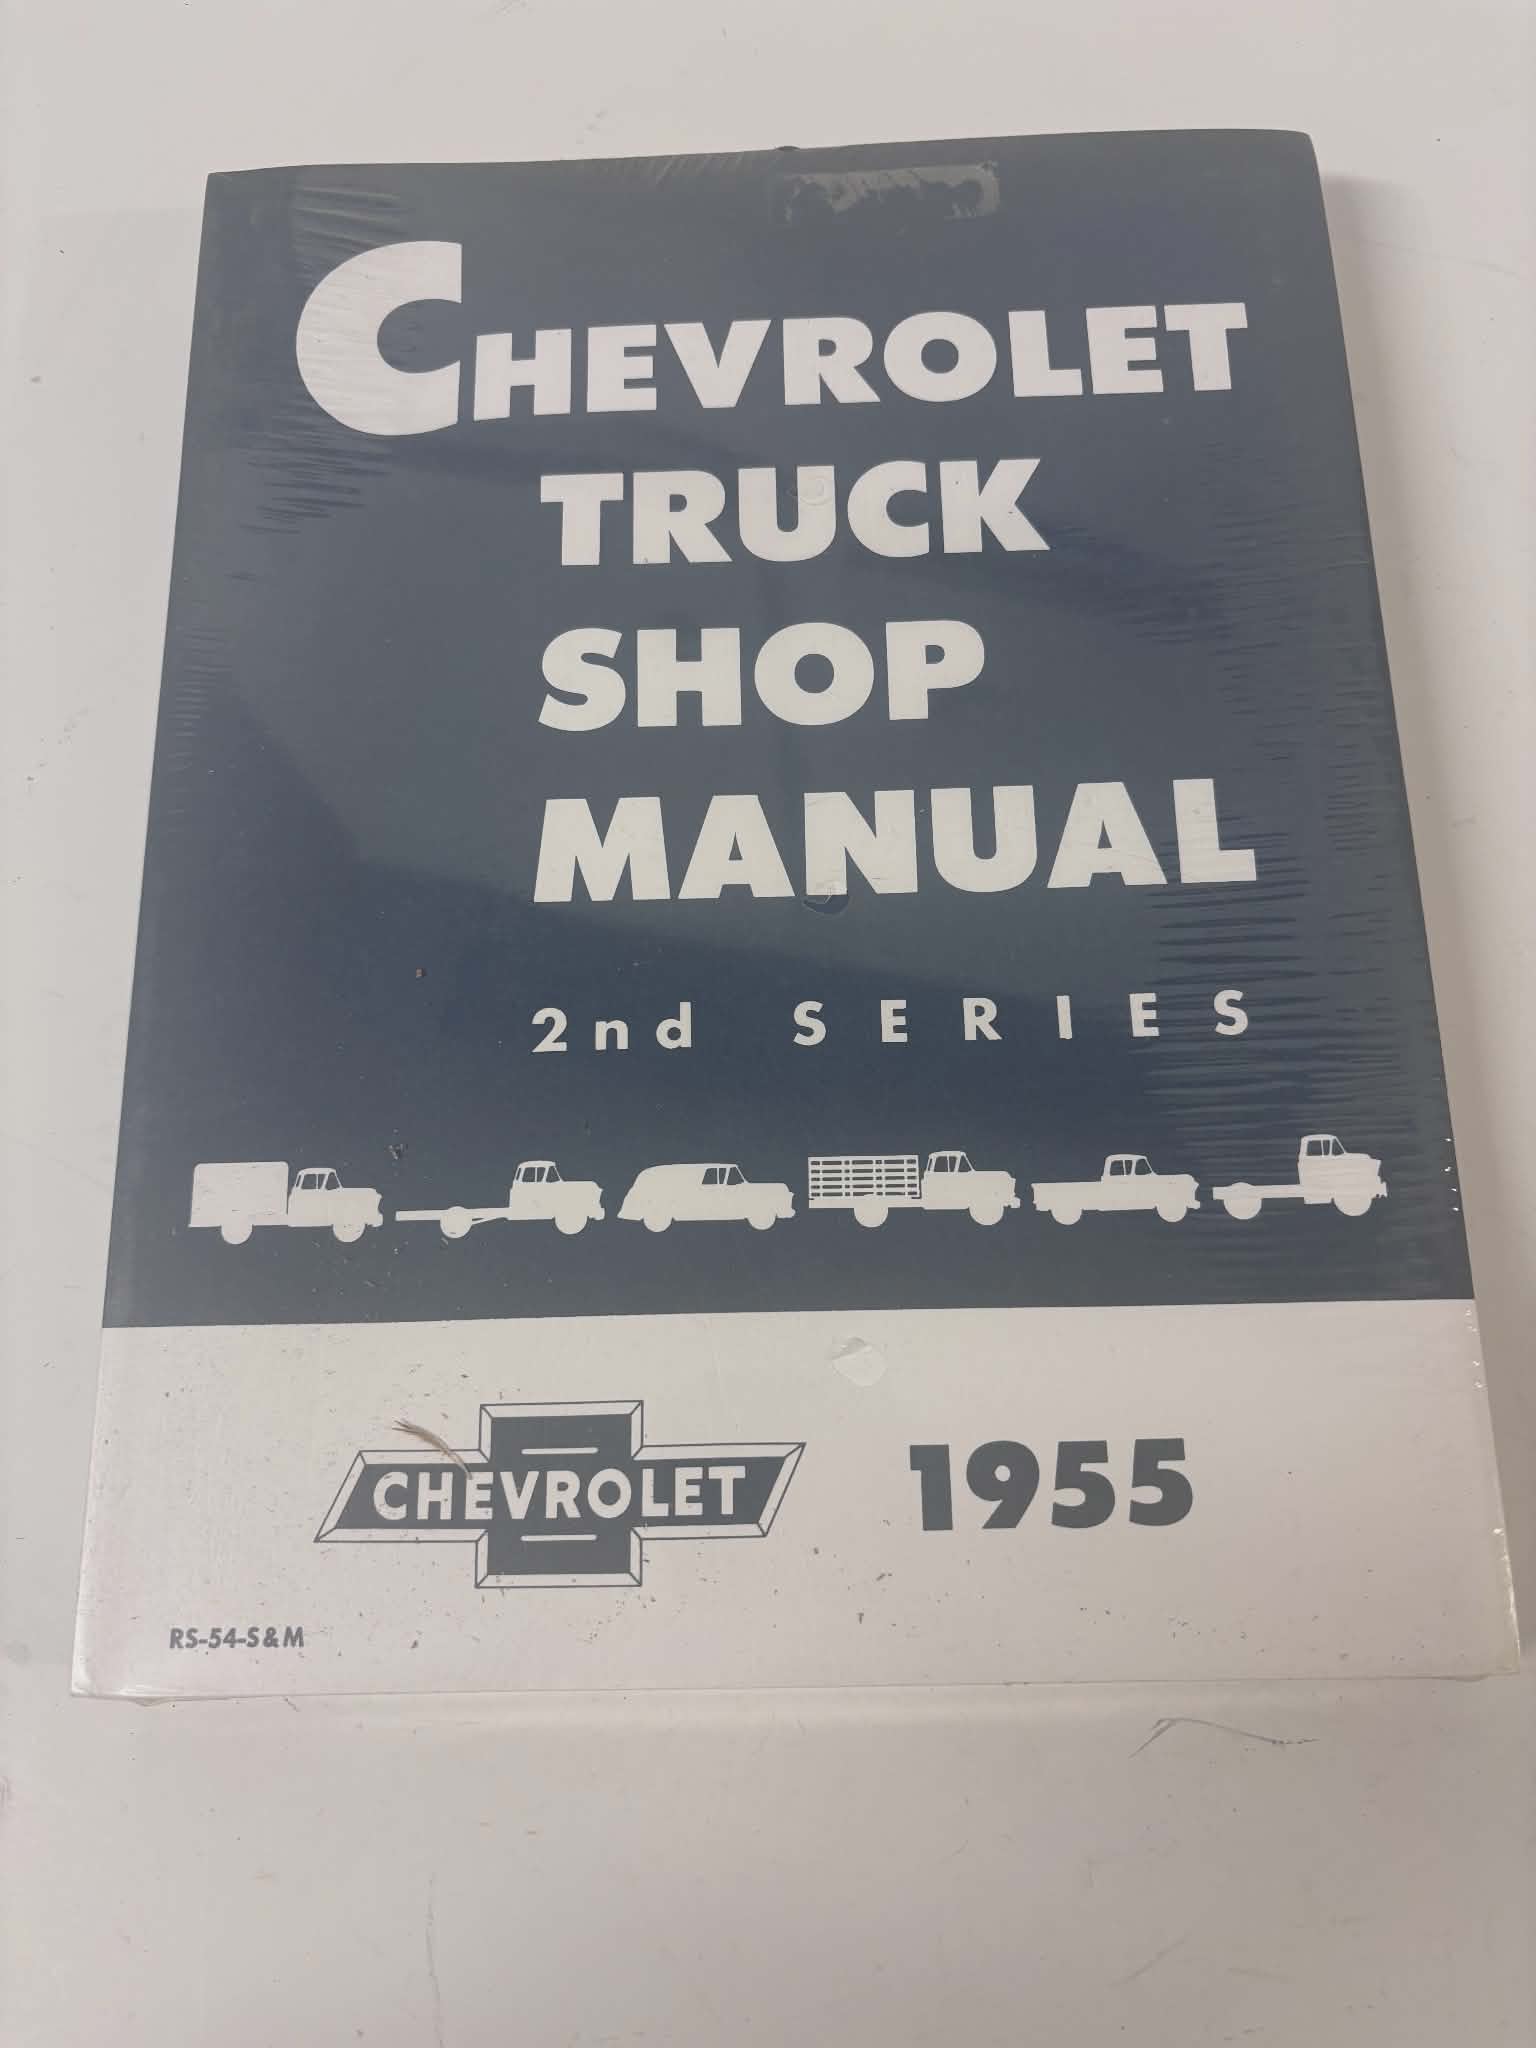 CHEVROLET
TRUCK
SHOP
MANUAL
2nd SERIES
CHEVROLET
1955
RS-54-S&M